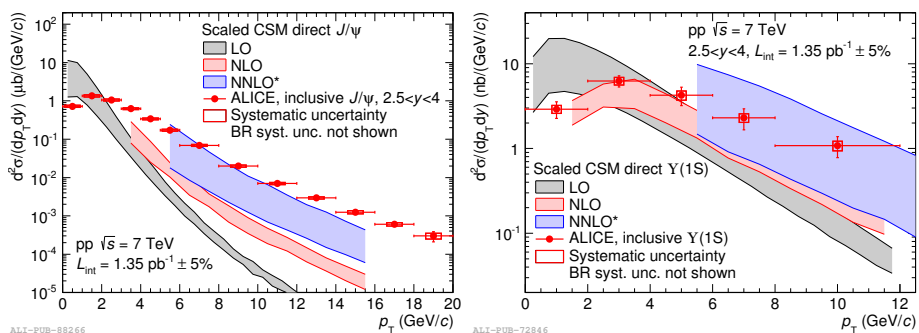 d²σ/(dp_T dy) (μb/(GeV/c))
10²
10
1
10⁻¹
10⁻²
10⁻³
10⁻⁴
10⁻⁵
Scaled CSM direct J/ψ
LO
NLO
NNLO*
ALICE, inclusive J/ψ, 2.5<y<4
Systematic uncertainty
BR syst. unc. not shown
pp √s = 7 TeV
L_int = 1.35 pb⁻¹ ± 5%
0 2 4 6 8 10 12 14 16 18 20
p_T (GeV/c)
ALI-PUB-88266
d²σ/(dp_T dy) (nb/(GeV/c))
10
1
10⁻¹
pp √s = 7 TeV
2.5<y<4, L_int = 1.35 pb⁻¹ ± 5%
Scaled CSM direct ϒ(1S)
LO
NLO
NNLO*
ALICE, inclusive ϒ(1S)
Systematic uncertainty
BR syst. unc. not shown
0 2 4 6 8 10 12
p_T (GeV/c)
ALI-PUB-72846